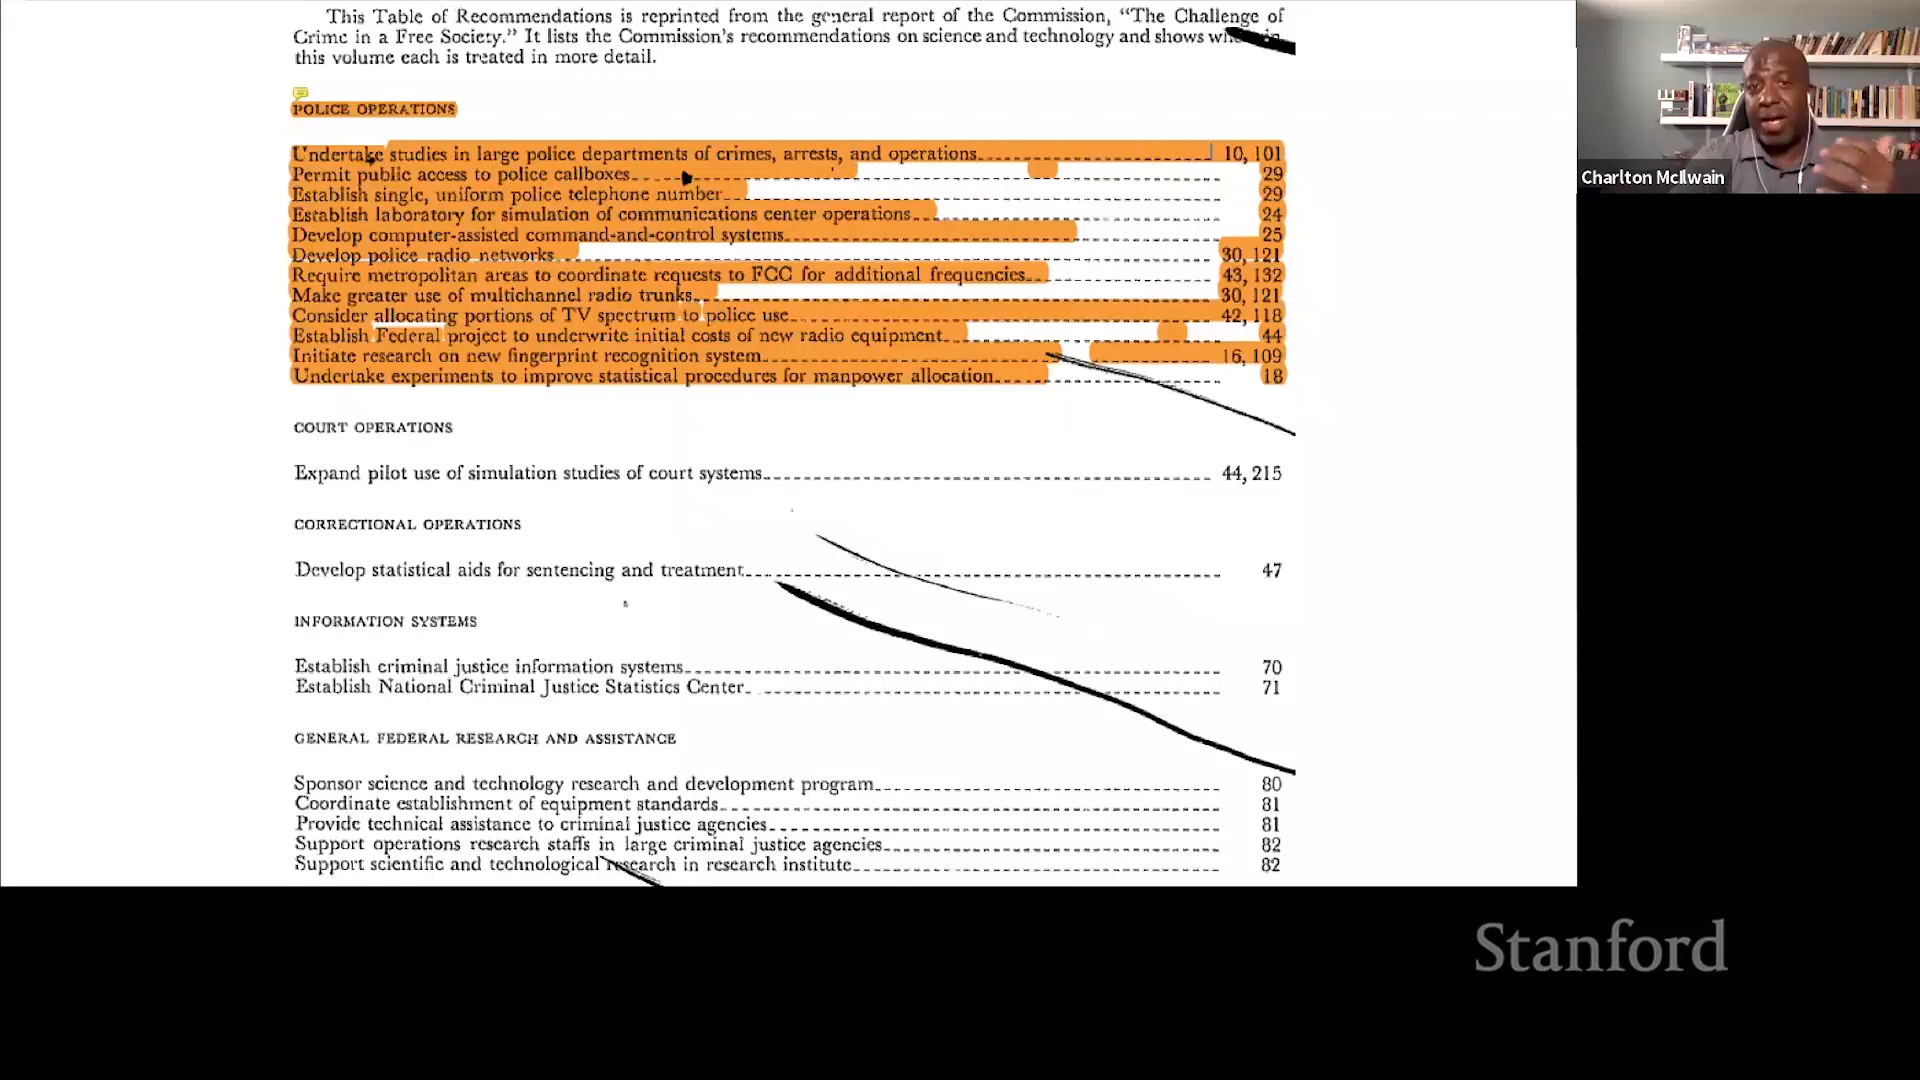 This Table of Recommendations is reprinted from the general report of the Commission, “The Challenge of
Crime in a Free Society.” It lists the Commission’s recommendations on science and technology and shows wherein
this volume each is treated in more detail.
POLICE OPERATIONS
Undertake studies in large police departments of crimes, arrests, and operations 10, 101
Permit public access to police callboxes 29
Establish single, uniform police telephone number 29
Establish laboratory for simulation of communications center operations 24
Develop computer-assisted command-and-control systems 25
Develop police radio networks 30, 121
Require metropolitan areas to coordinate requests to FCC for additional frequencies 43, 132
Make greater use of multichannel radio trunks 30, 121
Consider allocating portions of TV spectrum to police use 42, 118
Establish Federal project to underwrite initial costs of new radio equipment 44
Initiate research on new fingerprint recognition system 16, 109
Undertake experiments to improve statistical procedures for manpower allocation 18
COURT OPERATIONS
Expand pilot use of simulation studies of court systems 44, 215
CORRECTIONAL OPERATIONS
Develop statistical aids for sentencing and treatment 47
INFORMATION SYSTEMS
Establish criminal justice information systems 70
Establish National Criminal Justice Statistics Center 71
GENERAL FEDERAL RESEARCH AND ASSISTANCE
Sponsor science and technology research and development program 80
Coordinate establishment of equipment standards 81
Provide technical assistance to criminal justice agencies 81
Support operations research staffs in large criminal justice agencies 82
Support scientific and technological research in research institute 82
Charlton McIlwain
Stanford